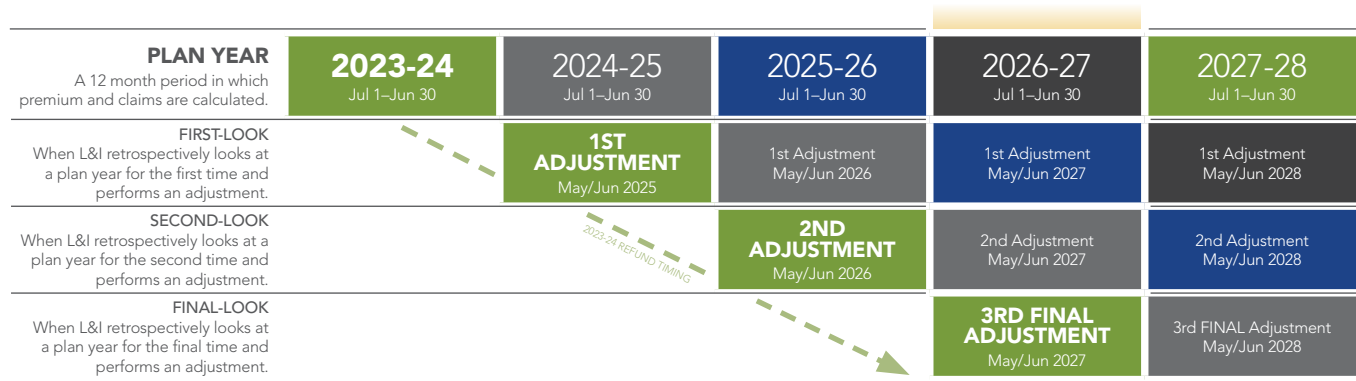 PLAN YEAR
A 12 month period in which
premium and claims are calculated.
2023-24
Jul 1–Jun 30
2024-25
Jul 1–Jun 30
2025-26
Jul 1–Jun 30
2026-27
Jul 1–Jun 30
2027-28
Jul 1–Jun 30
FIRST-LOOK
When L&I retrospectively looks at
a plan year for the first time and
performs an adjustment.
1ST
ADJUSTMENT
May/Jun 2025
1st Adjustment
May/Jun 2026
1st Adjustment
May/Jun 2027
1st Adjustment
May/Jun 2028
SECOND-LOOK
When L&I retrospectively looks at a
plan year for the second time and
performs an adjustment.
2023-24 REFUND TIMING
2ND
ADJUSTMENT
May/Jun 2026
2nd Adjustment
May/Jun 2027
2nd Adjustment
May/Jun 2028
FINAL-LOOK
When L&I retrospectively looks at
a plan year for the final time and
performs an adjustment.
3RD FINAL
ADJUSTMENT
May/Jun 2027
3rd FINAL Adjustment
May/Jun 2028